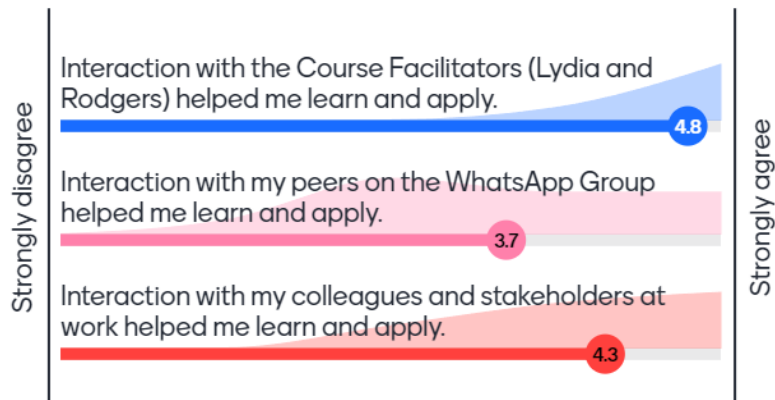 Strongly disagree
Interaction with the Course Facilitators (Lydia and
Rodgers) helped me learn and apply.
4.8
Interaction with my peers on the WhatsApp Group
helped me learn and apply.
3.7
Interaction with my colleagues and stakeholders at
work helped me learn and apply.
4.3
Strongly agree